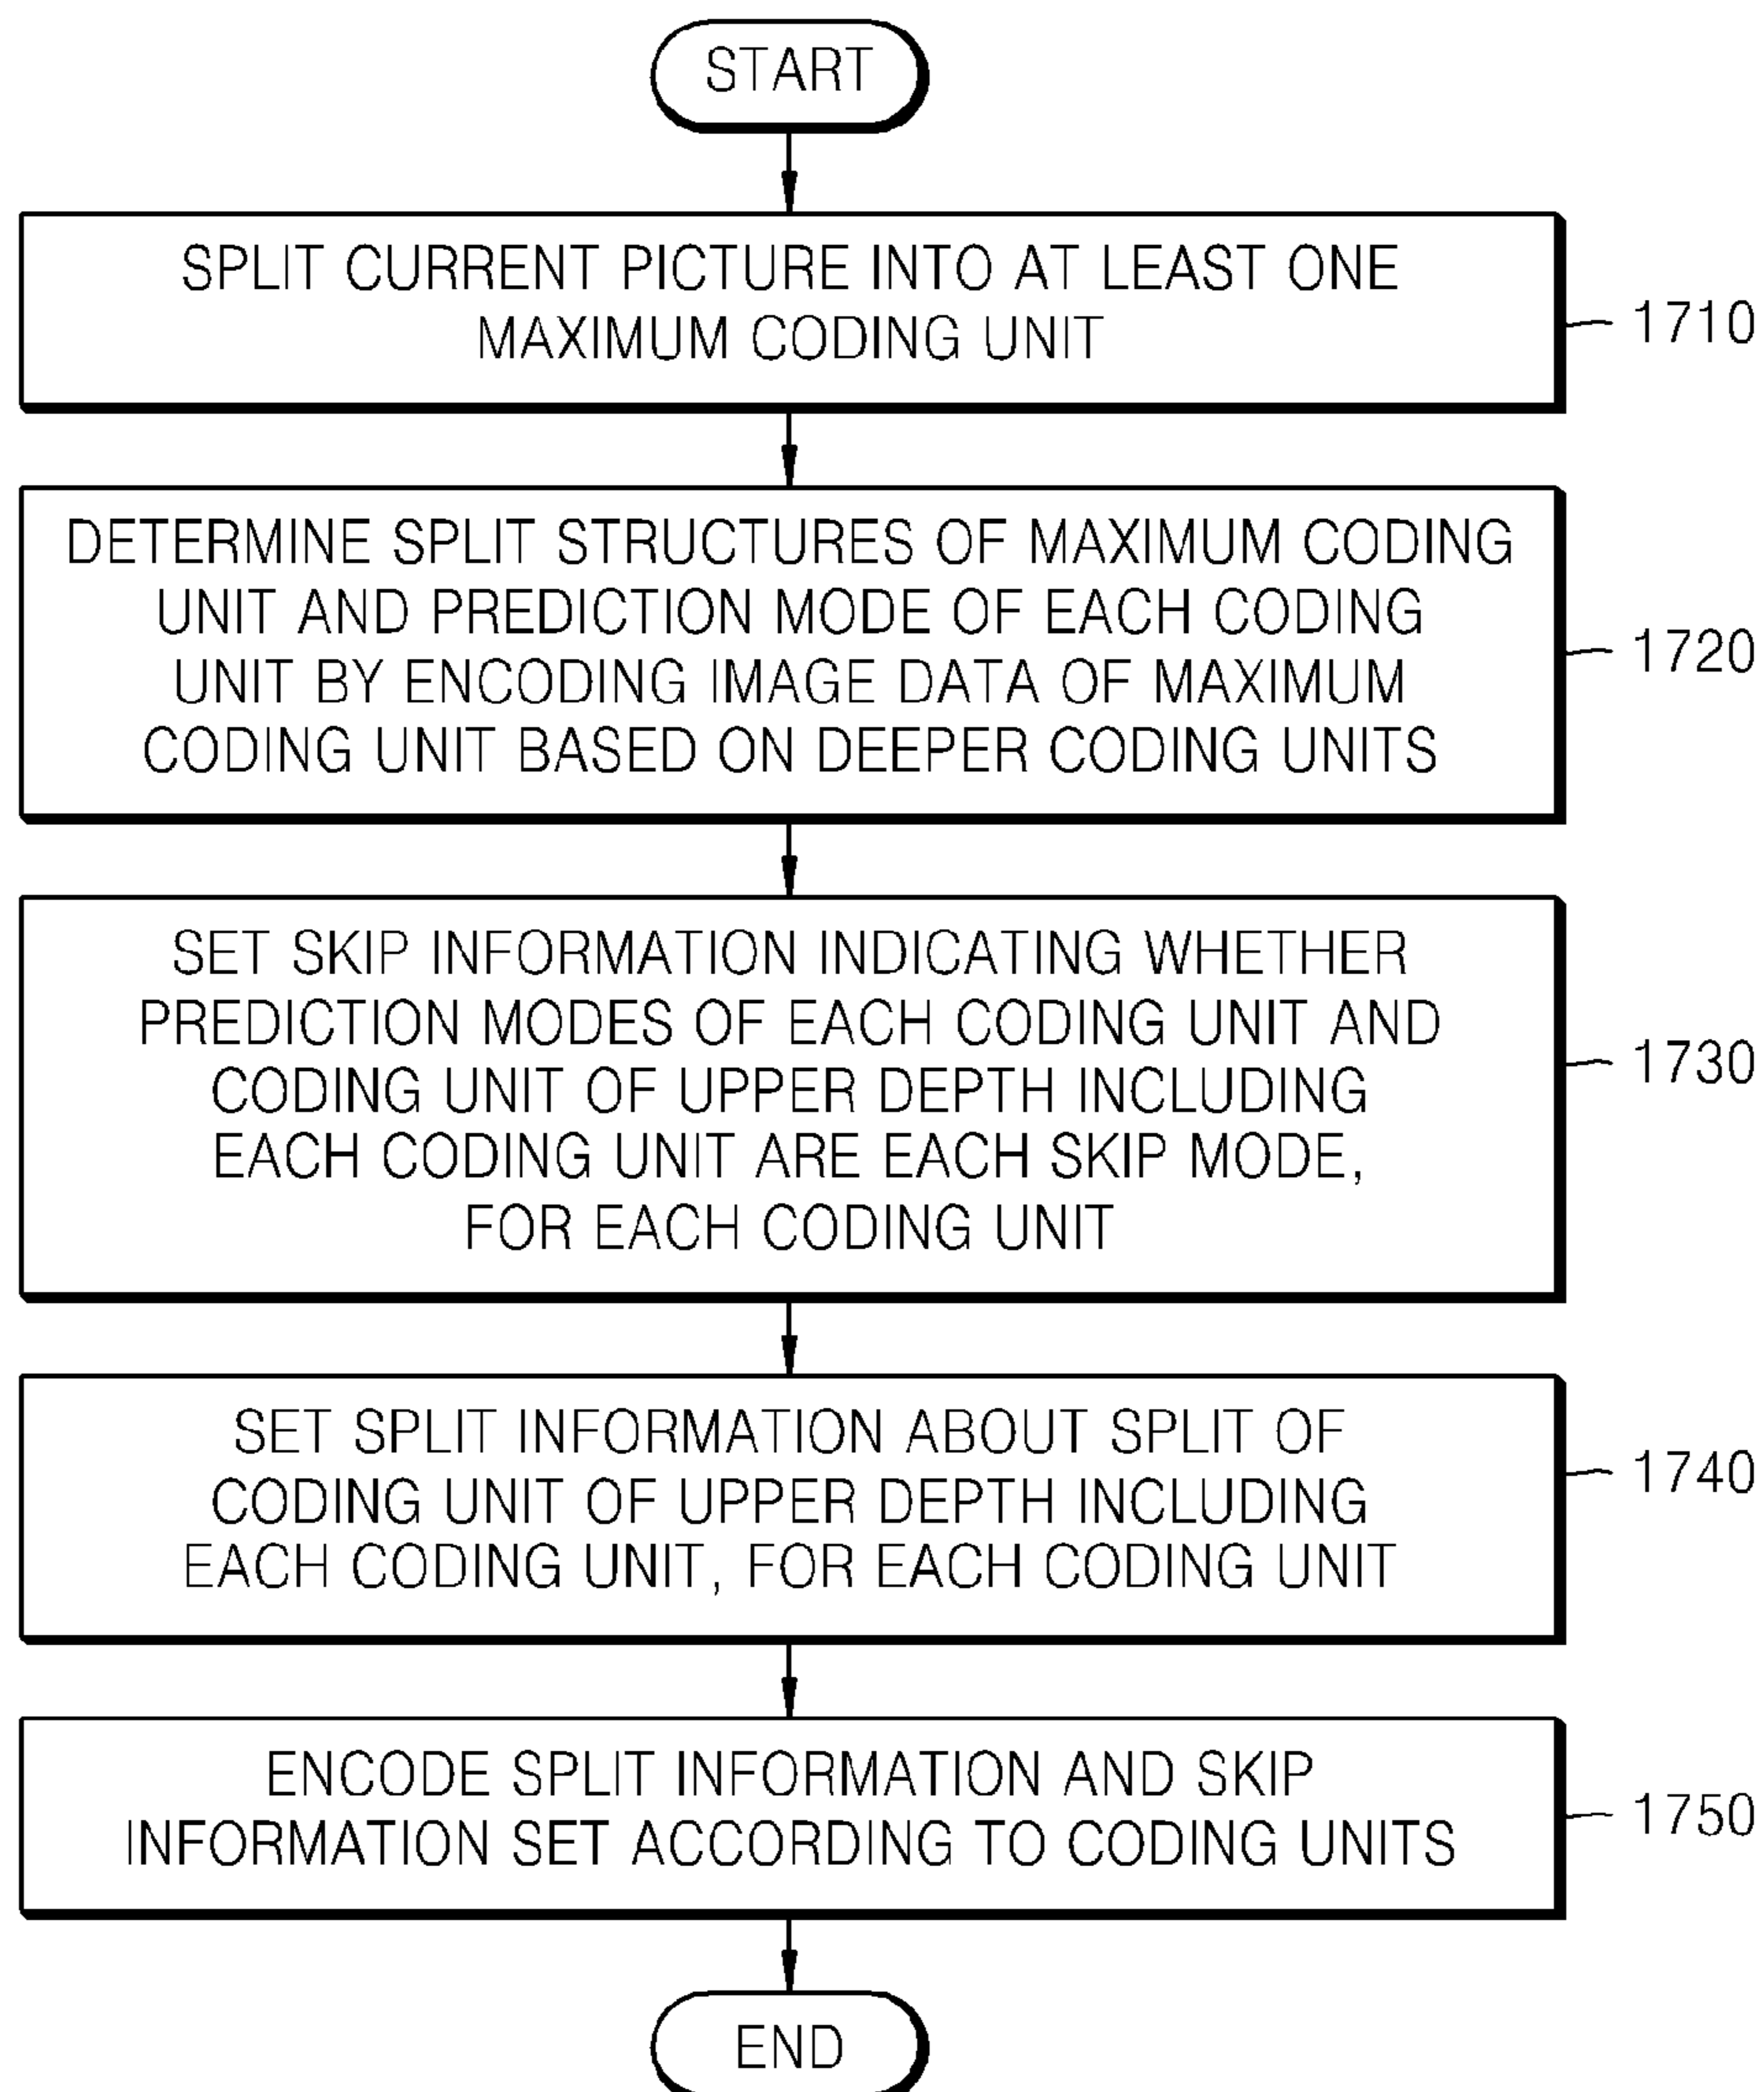 START
SPLIT CURRENT PICTURE INTO AT LEAST ONE
MAXIMUM CODING UNIT
1710
DETERMINE SPLIT STRUCTURES OF MAXIMUM CODING
UNIT AND PREDICTION MODE OF EACH CODING
UNIT BY ENCODING IMAGE DATA OF MAXIMUM
CODING UNIT BASED ON DEEPER CODING UNITS
1720
SET SKIP INFORMATION INDICATING WHETHER
PREDICTION MODES OF EACH CODING UNIT AND
CODING UNIT OF UPPER DEPTH INCLUDING
EACH CODING UNIT ARE EACH SKIP MODE,
FOR EACH CODING UNIT
1730
SET SPLIT INFORMATION ABOUT SPLIT OF
CODING UNIT OF UPPER DEPTH INCLUDING
EACH CODING UNIT, FOR EACH CODING UNIT
1740
ENCODE SPLIT INFORMATION AND SKIP
INFORMATION SET ACCORDING TO CODING UNITS
1750
END